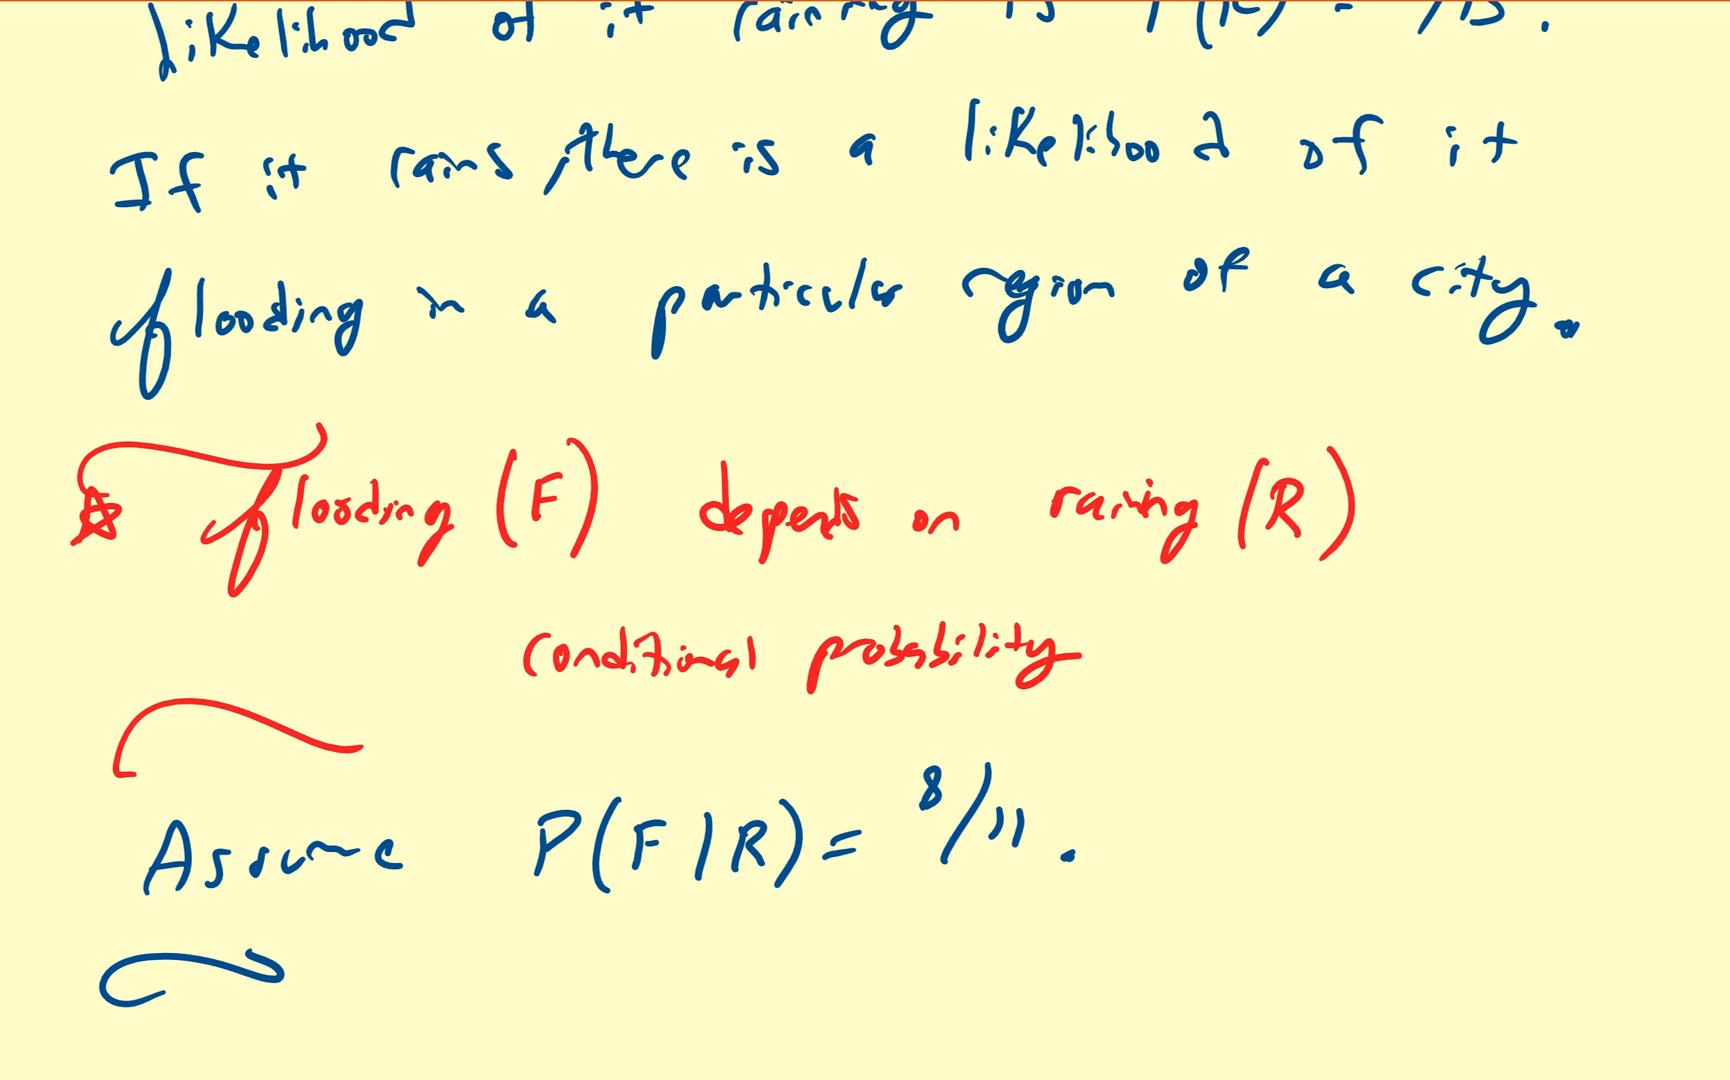 likelihood of it raining is P(R) = /13.
If it rains, there is a likelihood of it
flooding in a particular region of a city.
flooding (F) depends on raining (R)
conditional probability
Assume P(F|R) = 8/11.